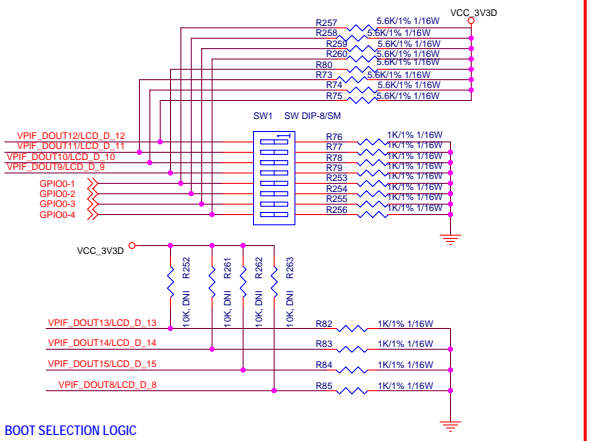 VCC_3V3D
R257 5.6K/1% 1/16W
R258 5.6K/1% 1/16W
R259 5.6K/1% 1/16W
R260 5.6K/1% 1/16W
R80 5.6K/1% 1/16W
R73 5.6K/1% 1/16W
R74 5.6K/1% 1/16W
R75 5.6K/1% 1/16W
SW1 SW DIP-8/SM
1
VPIF_DOUT12/LCD_D_12 R76 1K/1% 1/16W
VPIF_DOUT11/LCD_D_11 R77 1K/1% 1/16W
VPIF_DOUT10/LCD_D_10 R78 1K/1% 1/16W
VPIF_DOUT9/LCD_D_9 R79 1K/1% 1/16W
GPIO0-1 R253 1K/1% 1/16W
GPIO0-2 R254 1K/1% 1/16W
GPIO0-3 R255 1K/1% 1/16W
GPIO0-4 R256 1K/1% 1/16W
VCC_3V3D
R252 10K, DNI
R261 10K, DNI
R262 10K, DNI
R263 10K, DNI
VPIF_DOUT13/LCD_D_13 R82 1K/1% 1/16W
VPIF_DOUT14/LCD_D_14 R83 1K/1% 1/16W
VPIF_DOUT15/LCD_D_15 R84 1K/1% 1/16W
VPIF_DOUT8/LCD_D_8 R85 1K/1% 1/16W
BOOT SELECTION LOGIC